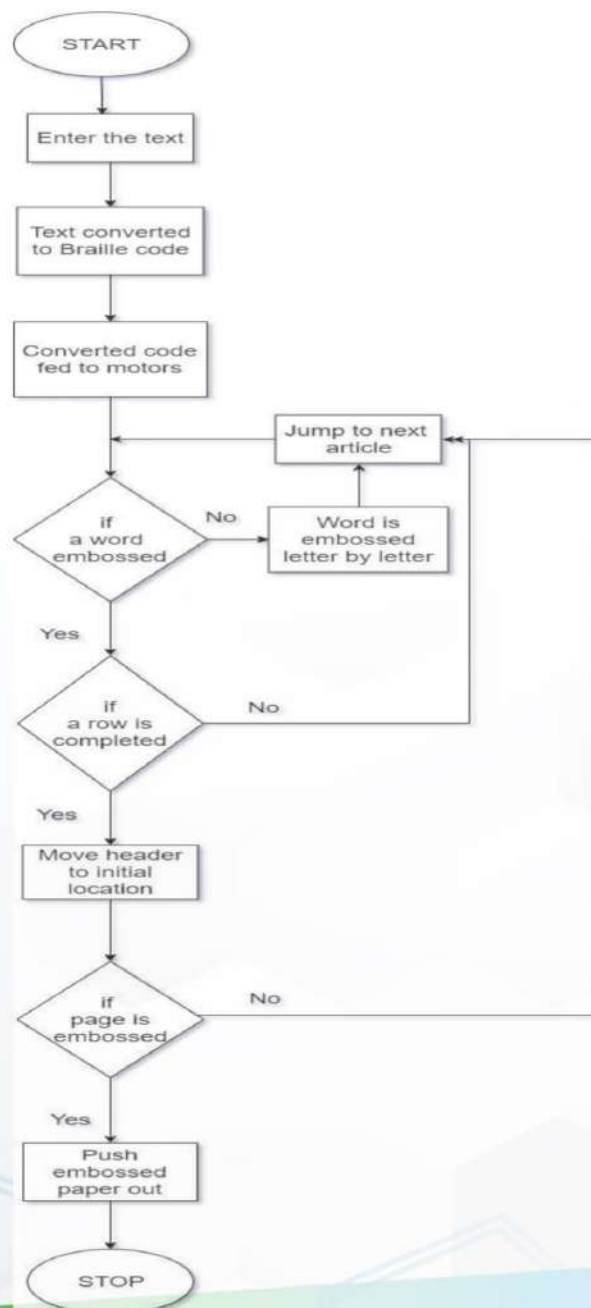 START
Enter the text
Text converted
to Braille code
Converted code
fed to motors
Jump to next
article
if
a word
embossed
No
Word is
embossed
letter by letter
Yes
if
a row is
completed
No
Yes
Move header
to initial
location
if
page is
embossed
No
Yes
Push
embossed
paper out
STOP